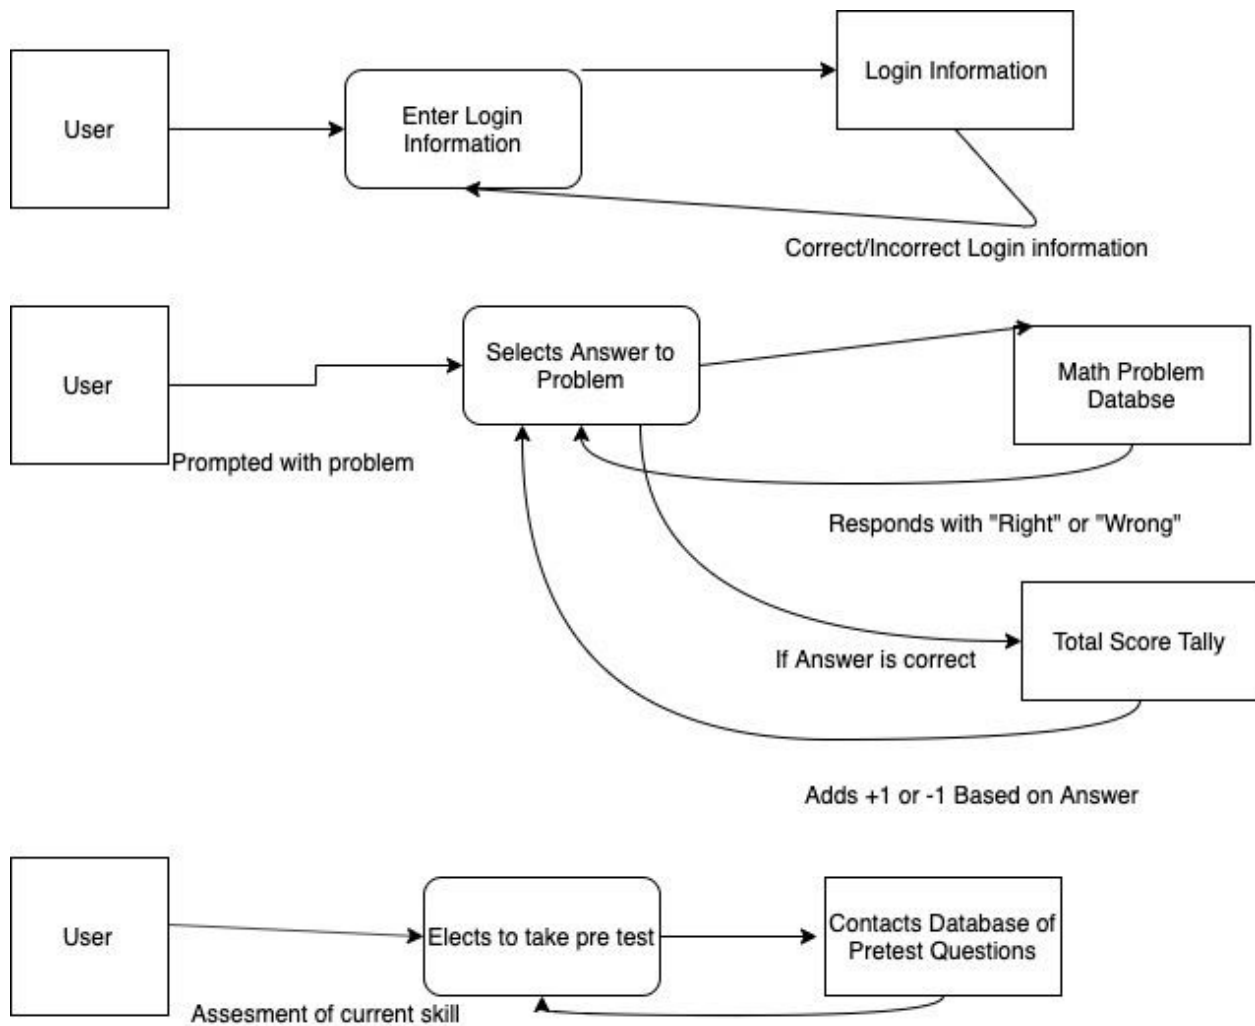 Login Information
User
Enter Login
Information
Correct/Incorrect Login information
User
Selects Answer to
Problem
Math Problem
Databse
Prompted with problem
Responds with "Right" or "Wrong"
If Answer is correct
Total Score Tally
Adds +1 or -1 Based on Answer
User
Elects to take pre test
Contacts Database of
Pretest Questions
Assesment of current skill